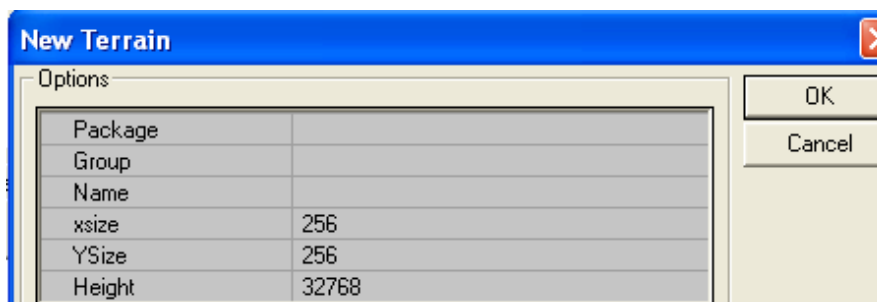 New Terrain
Options
OK
Cancel
Package
Group
Name
xsize 256
YSize 256
Height 32768